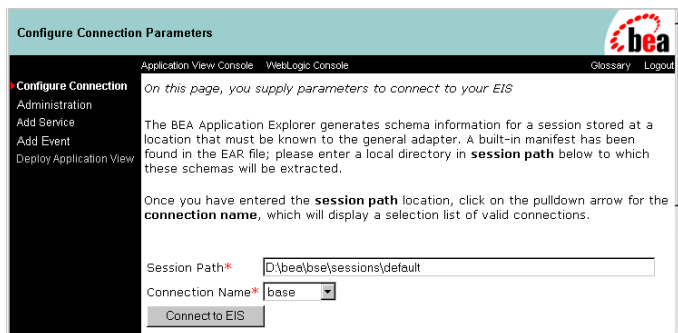 Configure Connection Parameters
bea
Application View Console WebLogic Console Glossary Logout
Configure Connection
Administration
Add Service
Add Event
Deploy Application View
On this page, you supply parameters to connect to your EIS
The BEA Application Explorer generates schema information for a session stored at a
location that must be known to the general adapter. A built-in manifest has been
found in the EAR file; please enter a local directory in session path below to which
these schemas will be extracted.
Once you have entered the session path location, click on the pulldown arrow for the
connection name, which will display a selection list of valid connections.
Session Path* D:\bea\bse\sessions\default
Connection Name* base
Connect to EIS